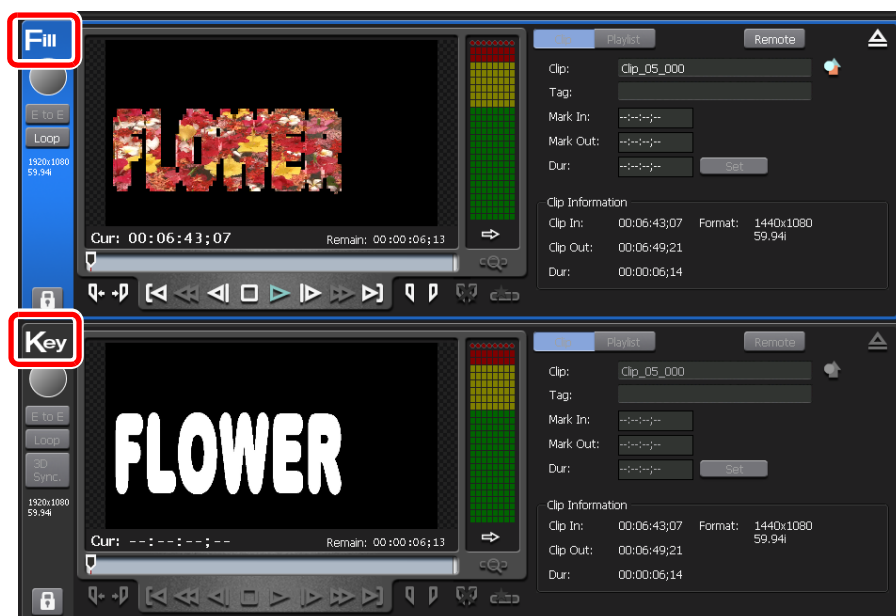 Fill
Playlist
Remote
Clip:
Clip_05_000
Tag:
E to E
Loop
Mark In:
--:--:--;--
Mark Out:
--:--:--;--
1920x1080
59.94i
Dur:
--:--:--;--
Set
FLOWER
Clip Information
Clip In:
00:06:43;07
Format:
1440x1080
59.94i
Cur: 00:06:43;07
Remain: 00:00:06;13
Clip Out:
00:06:49;21
Dur:
00:00:06;14
Key
Playlist
Remote
Clip:
Clip_05_000
Tag:
E to E
Loop
3D
Sync.
Mark In:
--:--:--;--
Mark Out:
--:--:--;--
Dur:
--:--:--;--
Set
1920x1080
59.94i
FLOWER
Clip Information
Clip In:
00:06:43;07
Format:
1440x1080
59.94i
Cur: --:--:--;--
Remain: 00:00:06;13
Clip Out:
00:06:49;21
Dur:
00:00:06;14